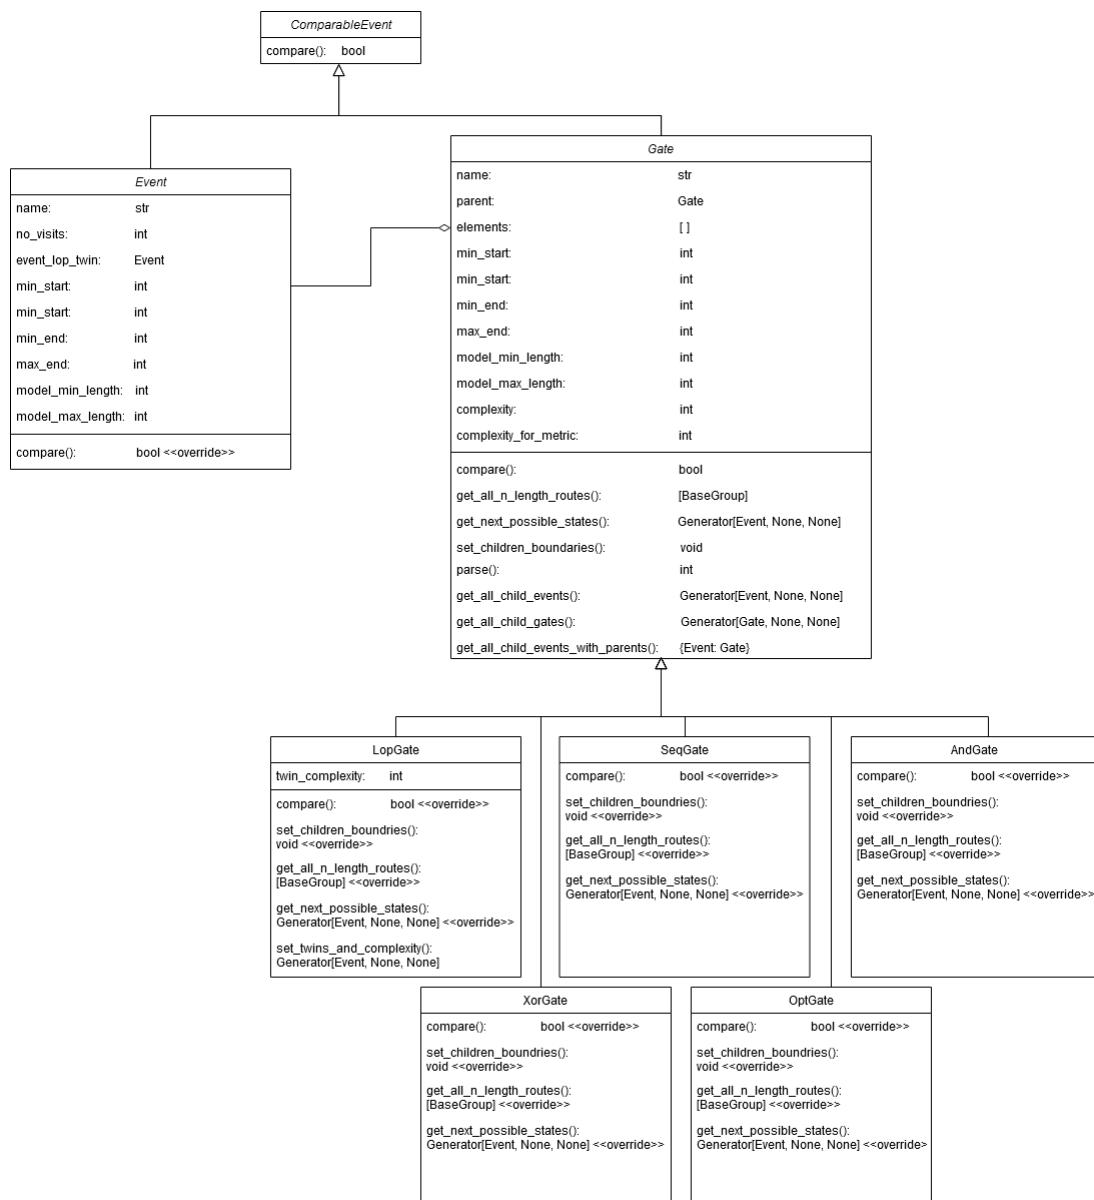 ComparableEvent
compare(): bool
Event
name: str
no_visits: int
event_lop_twin: Event
min_start: int
min_start: int
min_end: int
max_end: int
model_min_length: int
model_max_length: int
compare(): bool <<override>>
Gate
name: str
parent: Gate
elements: [ ]
min_start: int
min_start: int
min_end: int
max_end: int
model_min_length: int
model_max_length: int
complexity: int
complexity_for_metric: int
compare(): bool
get_all_n_length_routes(): [BaseGroup]
get_next_possible_states(): Generator[Event, None, None]
set_children_boundaries(): void
parse(): int
get_all_child_events(): Generator[Event, None, None]
get_all_child_gates(): Generator[Gate, None, None]
get_all_child_events_with_parents(): {Event: Gate}
LopGate
twin_complexity: int
compare(): bool <<override>>
set_children_boundries():
void <<override>>
get_all_n_length_routes():
[BaseGroup] <<override>>
get_next_possible_states():
Generator[Event, None, None] <<override>>
set_twins_and_complexity():
Generator[Event, None, None]
SeqGate
compare(): bool <<override>>
set_children_boundries():
void <<override>>
get_all_n_length_routes():
[BaseGroup] <<override>>
get_next_possible_states():
Generator[Event, None, None] <<override>>
AndGate
compare(): bool <<override>>
set_children_boundries():
void <<override>>
get_all_n_length_routes():
[BaseGroup] <<override>>
get_next_possible_states():
Generator[Event, None, None] <<override>>
XorGate
compare(): bool <<override>>
set_children_boundries():
void <<override>>
get_all_n_length_routes():
[BaseGroup] <<override>>
get_next_possible_states():
Generator[Event, None, None] <<override>>
OptGate
compare(): bool <<override>>
set_children_boundries():
void <<override>>
get_all_n_length_routes():
[BaseGroup] <<override>>
get_next_possible_states():
Generator[Event, None, None] <<override>